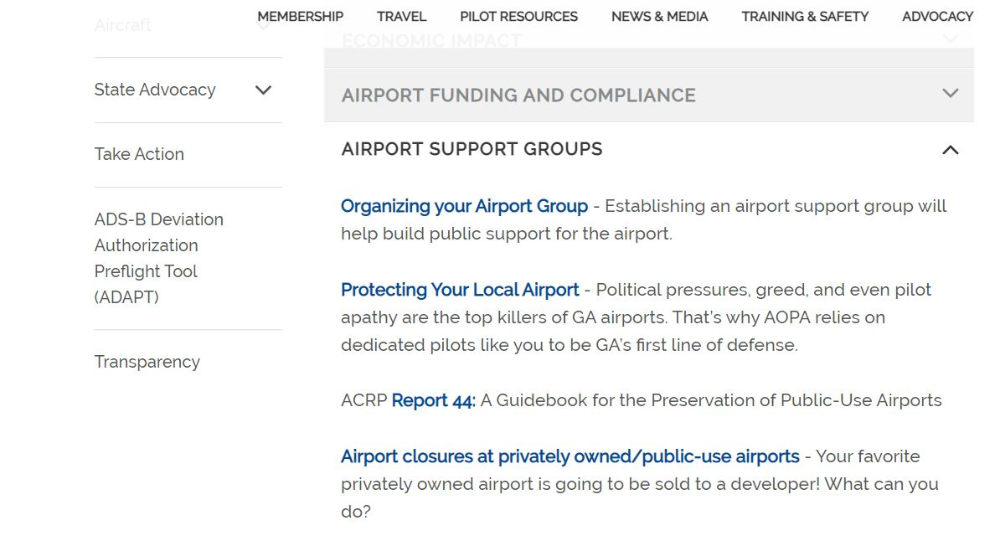 MEMBERSHIP TRAVEL PILOT RESOURCES NEWS & MEDIA TRAINING & SAFETY ADVOCACY
Aircraft
State Advocacy
Take Action
ADS-B Deviation
Authorization
Preflight Tool
(ADAPT)
Transparency
ECONOMIC IMPACT
AIRPORT FUNDING AND COMPLIANCE
AIRPORT SUPPORT GROUPS
Organizing your Airport Group - Establishing an airport support group will
help build public support for the airport.
Protecting Your Local Airport - Political pressures, greed, and even pilot
apathy are the top killers of GA airports. That's why AOPA relies on
dedicated pilots like you to be GA's first line of defense.
ACRP Report 44: A Guidebook for the Preservation of Public-Use Airports
Airport closures at privately owned/public-use airports - Your favorite
privately owned airport is going to be sold to a developer! What can you
do?